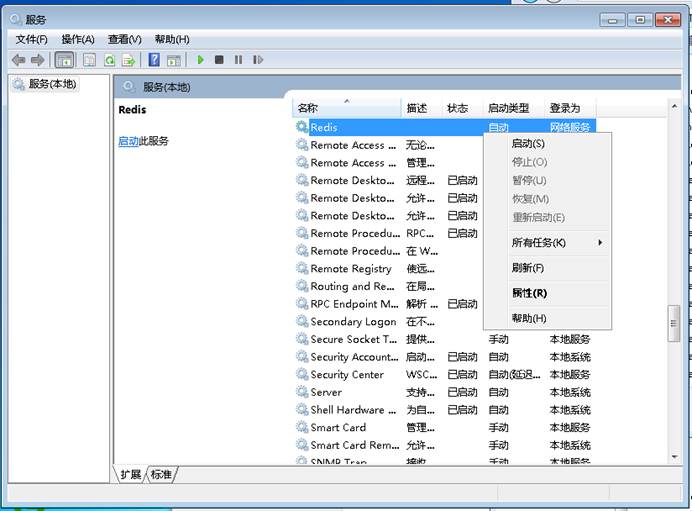 服务
文件(F) 操作(A) 查看(V) 帮助(H)
服务(本地)
服务(本地)
Redis
启动此服务
名称 描述 状态 启动类型 登录为
Redis 自动 网络服务
Remote Access ... 无论...
Remote Access ... 管理...
Remote Deskto... 远程... 已启动
Remote Deskto... 允许... 已启动
Remote Deskto... 允许... 已启动
Remote Procedu... RPC... 已启动
Remote Procedu... 在 W...
Remote Registry 使远...
Routing and Re... 在局...
RPC Endpoint M... 解析 ... 已启动
Secondary Logon 在不...
Secure Socket T... 提供... 手动 本地服务
Security Account... 启动... 已启动 自动 本地系统
Security Center WSC... 已启动 自动(延迟... 本地服务
Server 支持... 已启动 自动 本地系统
Shell Hardware ... 为自... 已启动 自动 本地系统
Smart Card 管理... 手动 本地服务
Smart Card Rem... 允许... 手动 本地系统
SNMP Trap 接收... 手动 本地服务
启动(S)
停止(O)
暂停(U)
恢复(M)
重新启动(E)
所有任务(K)
刷新(F)
属性(R)
帮助(H)
扩展 标准